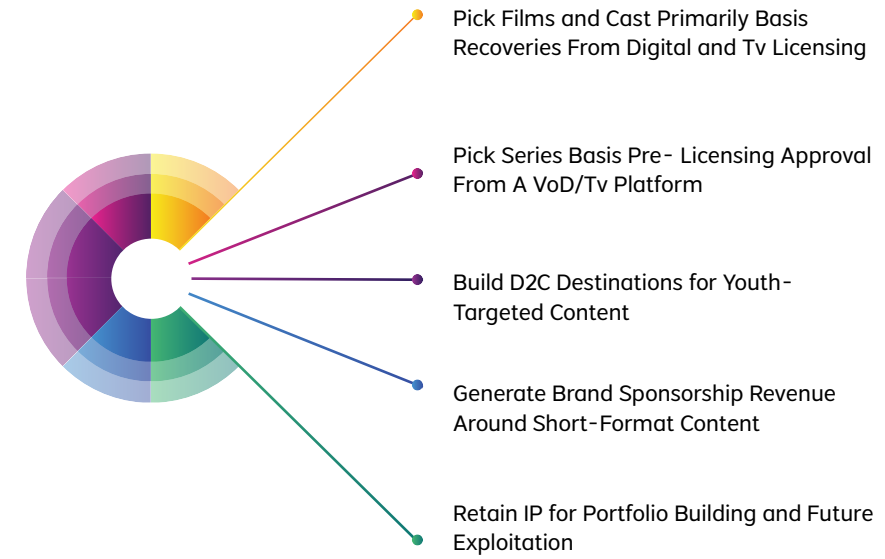 Pick Films and Cast Primarily Basis
Recoveries From Digital and Tv Licensing
Pick Series Basis Pre- Licensing Approval
From A VoD/Tv Platform
Build D2C Destinations for Youth-
Targeted Content
Generate Brand Sponsorship Revenue
Around Short-Format Content
Retain IP for Portfolio Building and Future
Exploitation